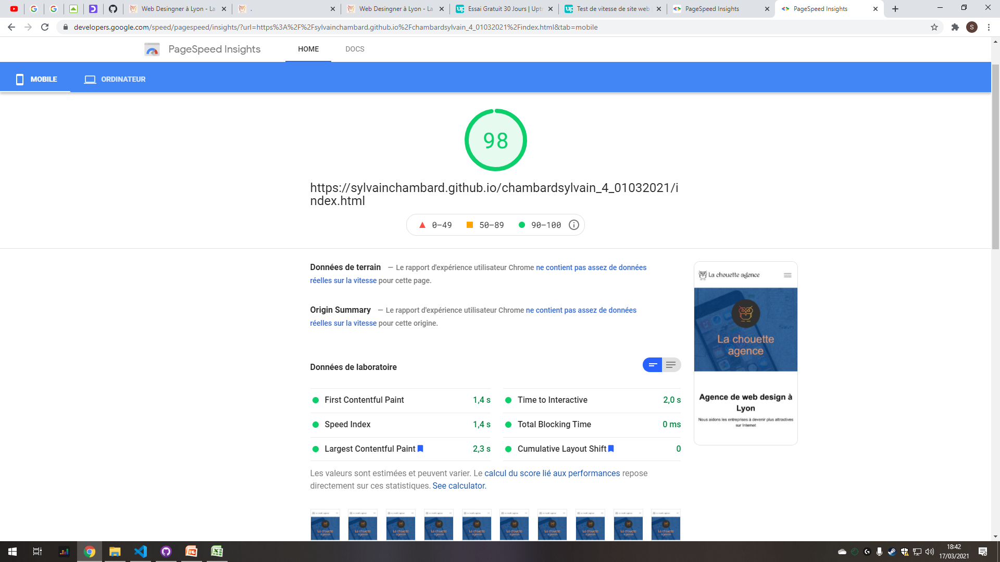 Web Desingner à Lyon - La
.
Web Desingner à Lyon - La
Essai Gratuit 30 Jours | Uptr
Test de vitesse de site web
PageSpeed Insights
PageSpeed Insights
developers.google.com/speed/pagespeed/insights/?url=https%3A%2F%2Fsylvainchambard.github.io%2Fchambardsylvain_4_01032021%2Findex.html&tab=mobile
S
PageSpeed Insights
HOME
DOCS
MOBILE
ORDINATEUR
98
https://sylvainchambard.github.io/chambardsylvain_4_01032021/i
ndex.html
0–49
50–89
90–100
Données de terrain — Le rapport d'expérience utilisateur Chrome ne contient pas assez de données
réelles sur la vitesse pour cette page.
Origin Summary — Le rapport d'expérience utilisateur Chrome ne contient pas assez de données
réelles sur la vitesse pour cette origine.
La chouette agence
La chouette
agence
Agence de web design à
Lyon
Nous aidons les entreprises à devenir plus attractives
sur Internet
Données de laboratoire
First Contentful Paint 1,4 s
Time to Interactive 2,0 s
Speed Index 1,4 s
Total Blocking Time 0 ms
Largest Contentful Paint 2,3 s
Cumulative Layout Shift 0
Les valeurs sont estimées et peuvent varier. Le calcul du score lié aux performances repose
directement sur ces statistiques. See calculator.
18:42
17/03/2021